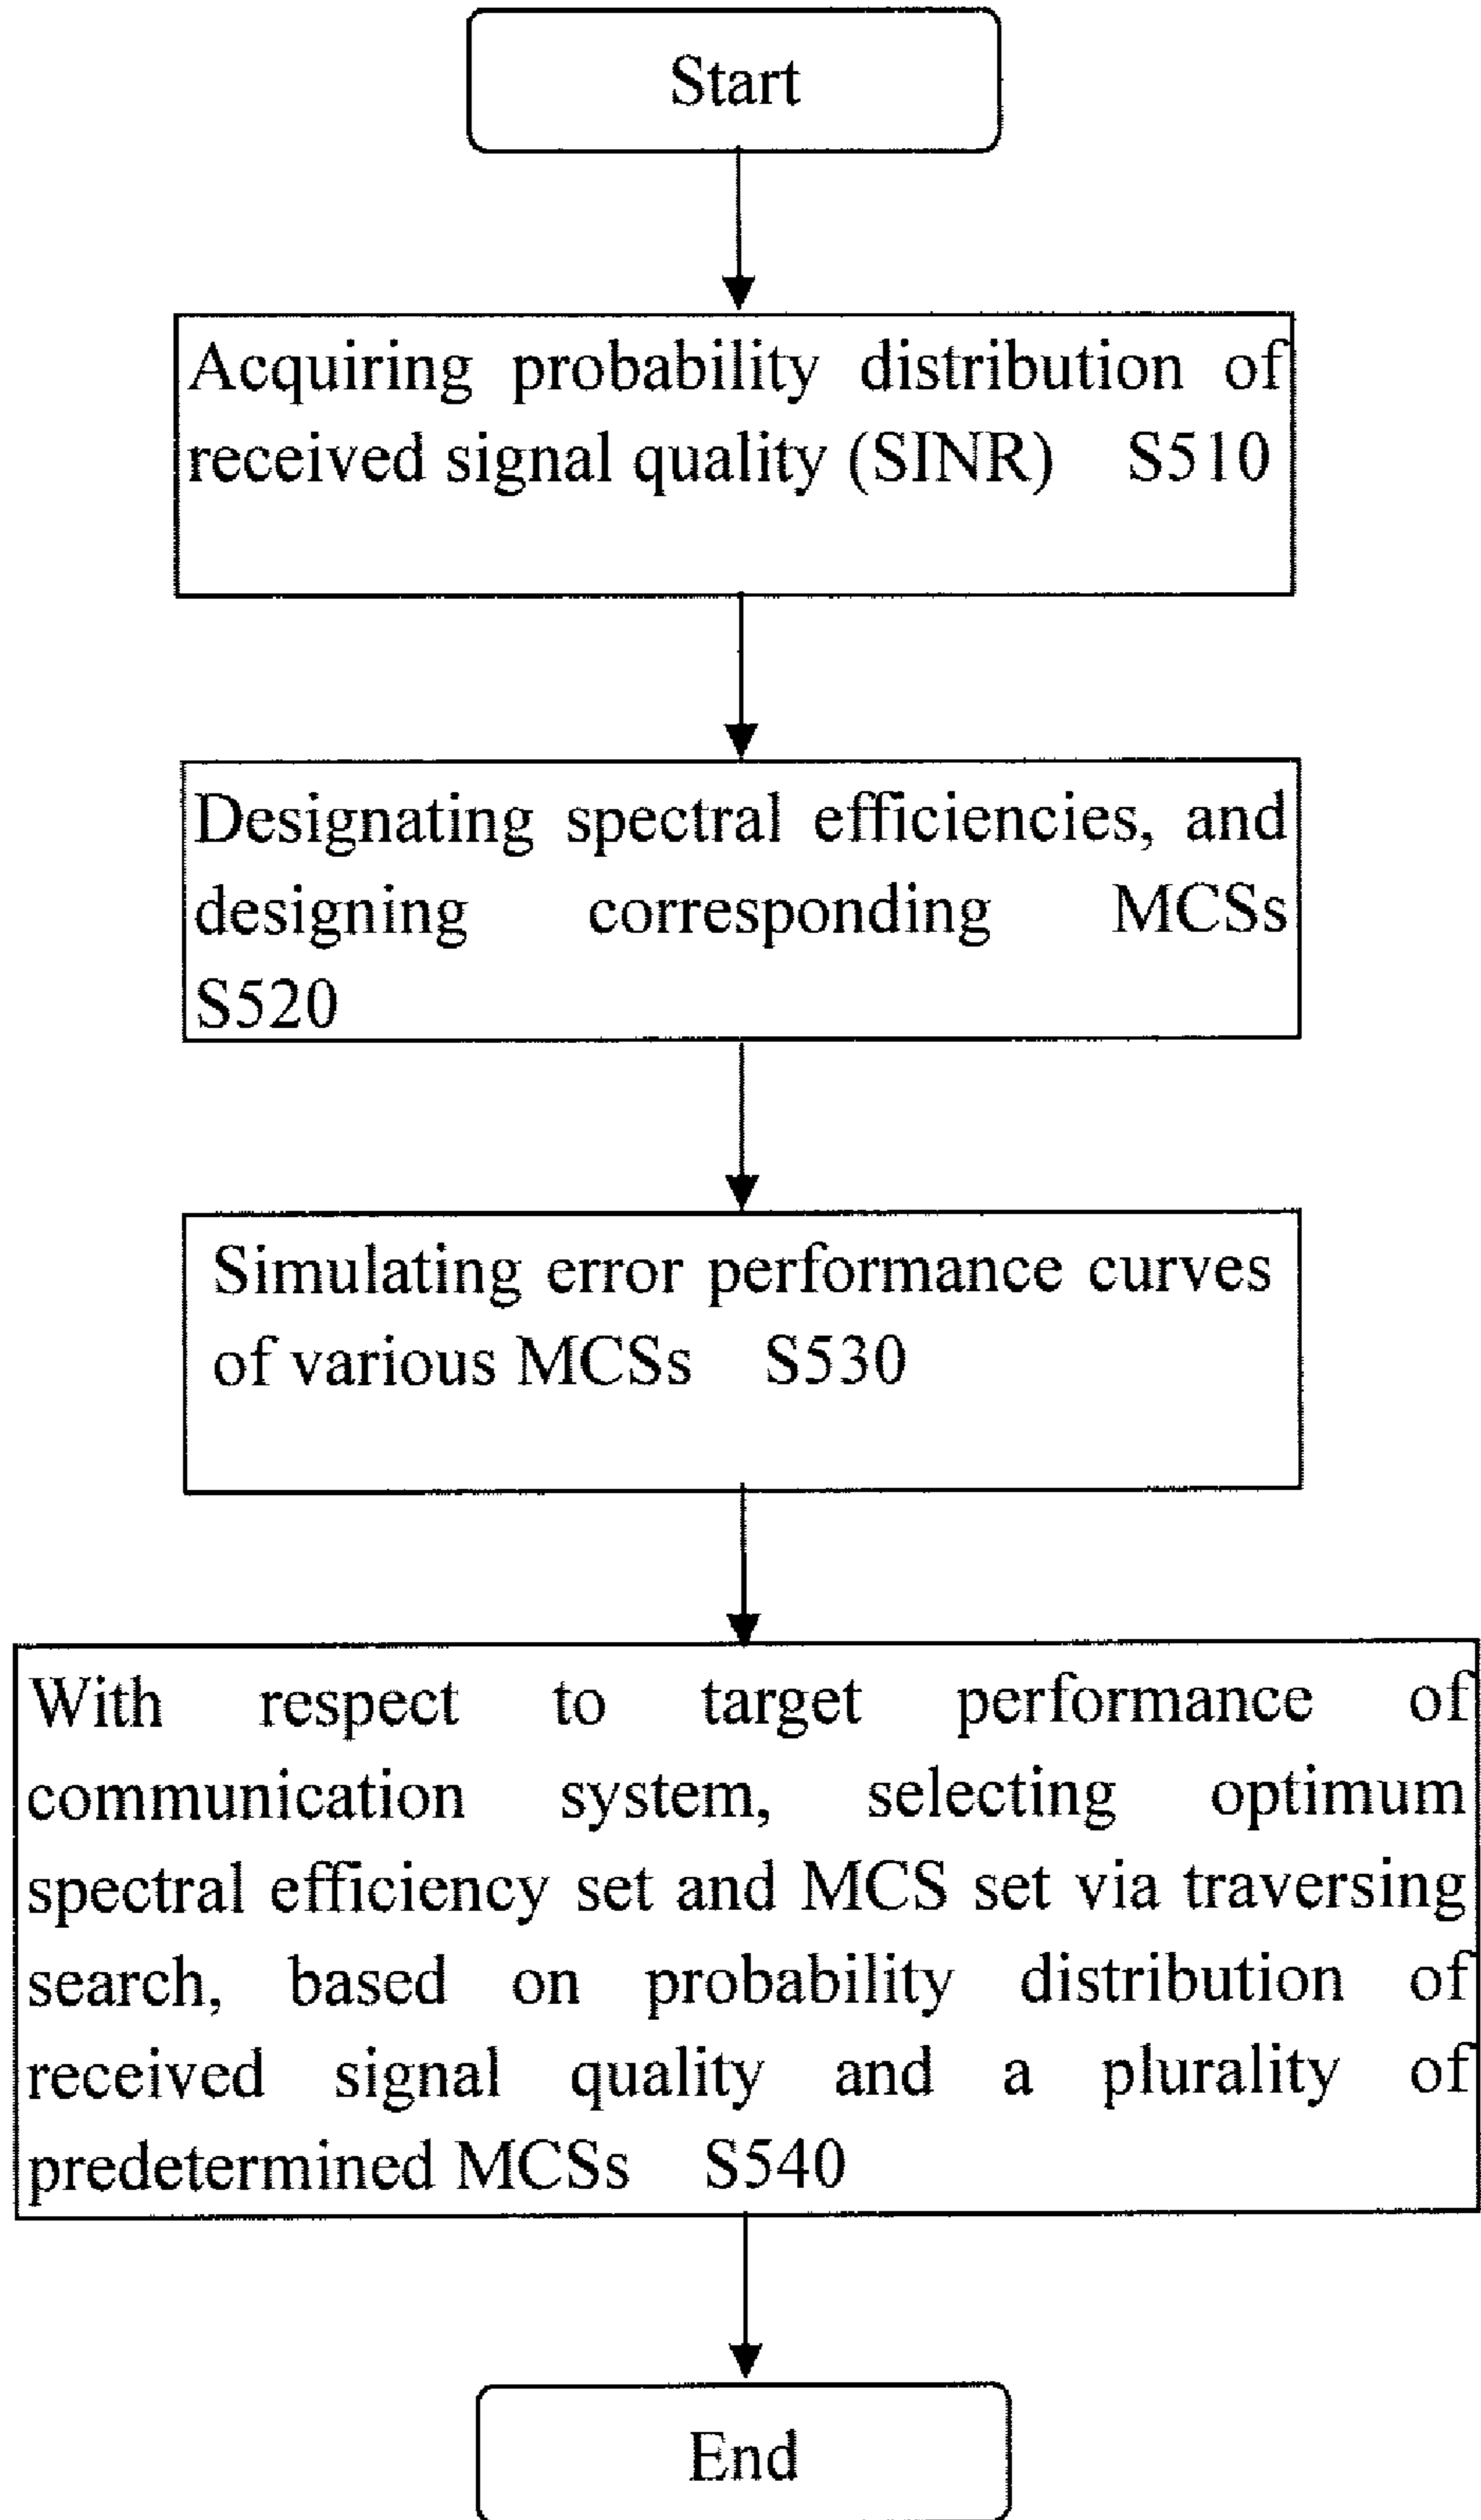 Start
Acquiring probability distribution of
received signal quality (SINR) S510
Designating spectral efficiencies, and
designing corresponding MCSs
S520
Simulating error performance curves
of various MCSs S530
With respect to target performance of
communication system, selecting optimum
spectral efficiency set and MCS set via traversing
search, based on probability distribution of
received signal quality and a plurality of
predetermined MCSs S540
End